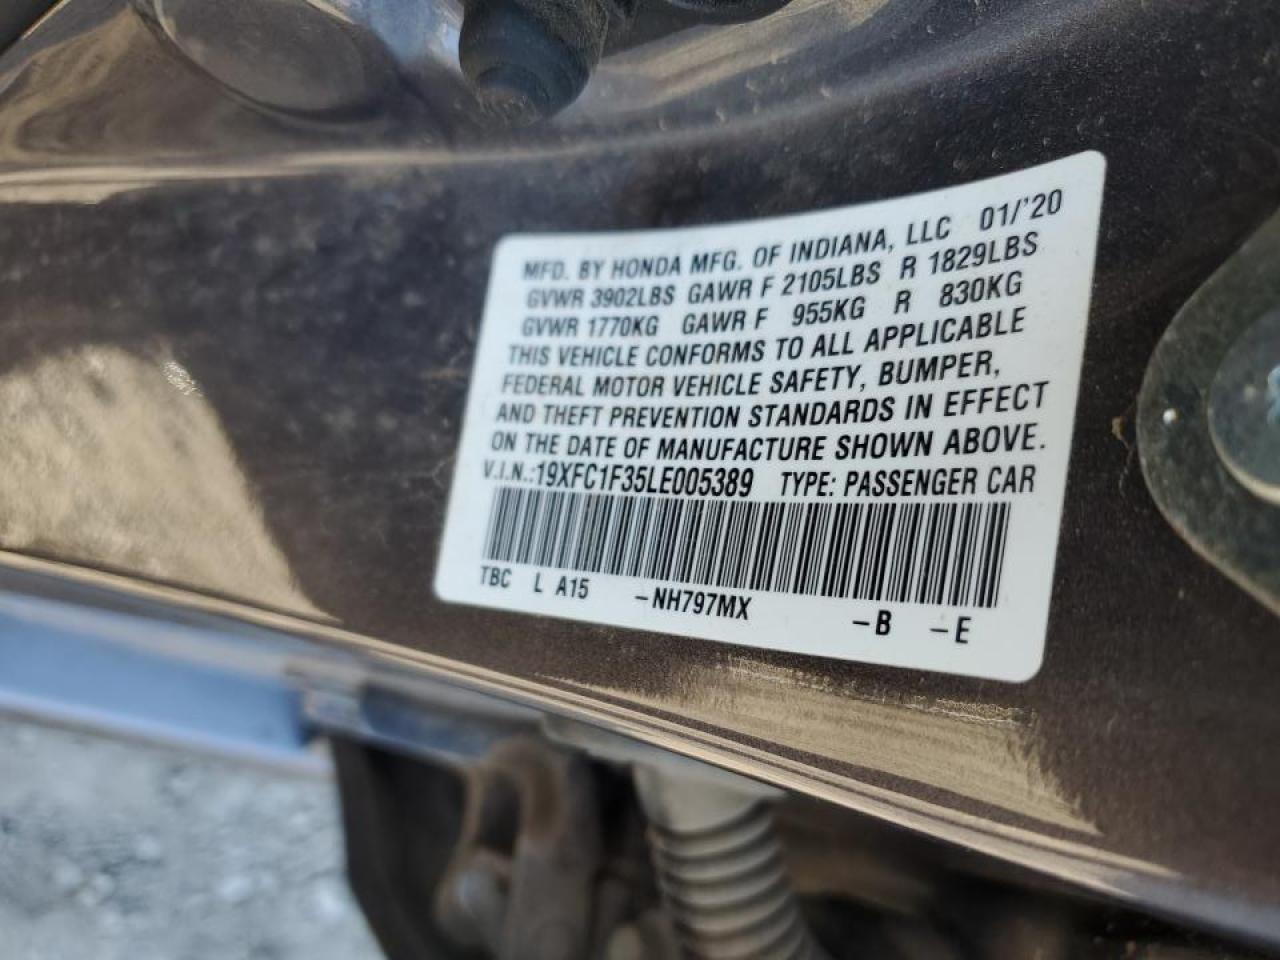 MFD. BY HONDA MFG. OF INDIANA, LLC 01/'20
GVWR 3902LBS GAWR F 2105LBS R 1829LBS
GVWR 1770KG GAWR F 955KG R 830KG
THIS VEHICLE CONFORMS TO ALL APPLICABLE
FEDERAL MOTOR VEHICLE SAFETY, BUMPER,
AND THEFT PREVENTION STANDARDS IN EFFECT
ON THE DATE OF MANUFACTURE SHOWN ABOVE.
V.I.N.:19XFC1F35LE005389 TYPE: PASSENGER CAR
TBC L A15 -NH797MX -B -E